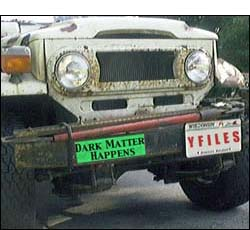 DARK MATTER
HAPPENS
WISCONSIN
YFILES